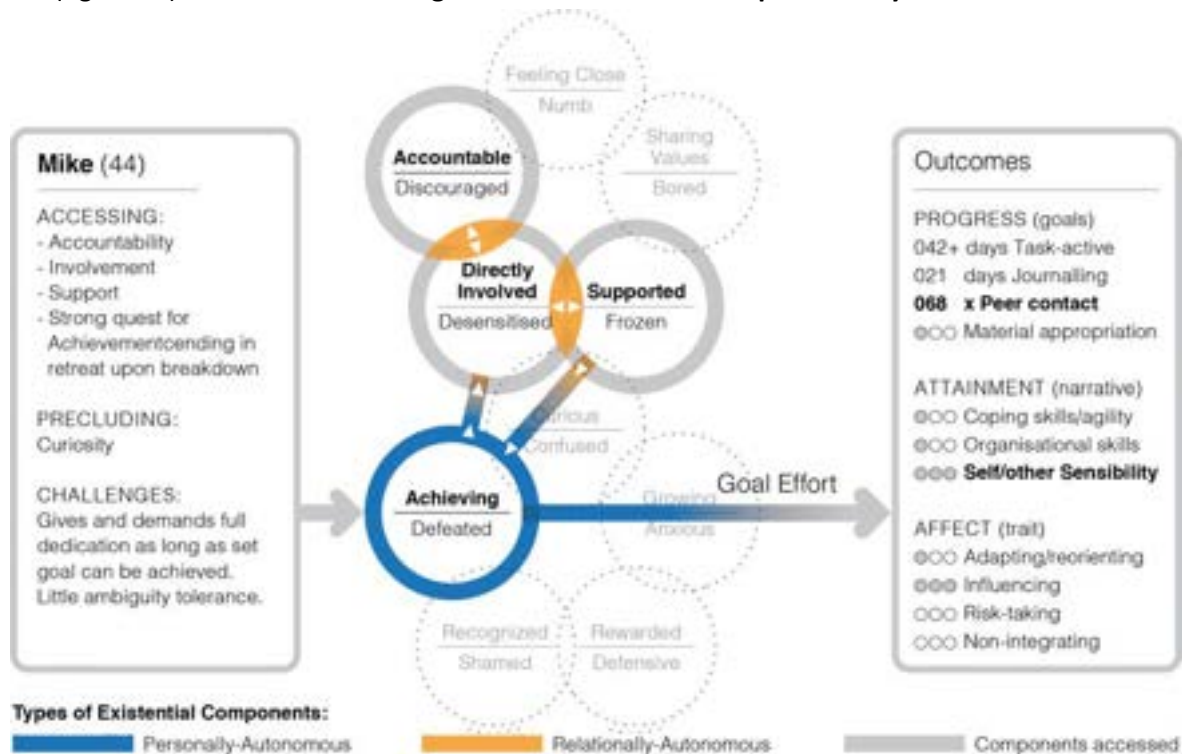 Mike (44)
ACCESSING:
- Accountability
- Involvement
- Support
- Strong quest for
Achievementcending in
retreat upon breakdown
PRECLUDING:
Curiosity
CHALLENGES:
Gives and demands full
dedication as long as set
goal can be achieved.
Little ambiguity tolerance.
Feeling Close
Numb
Sharing
Values
Bored
Accountable
Discouraged
Directly
Involved
Desensitised
Supported
Frozen
Confused
Achieving
Defeated
Growing
Anxious
Goal Effort
Recognized
Shamed
Rewarded
Defensive
Outcomes
PROGRESS (goals)
042+ days Task-active
021 days Journalling
068 x Peer contact
Material appropriation
ATTAINMENT (narrative)
Coping skills/agility
Organisational skills
Self/other Sensibility
AFFECT (trait)
Adapting/reorienting
Influencing
Risk-taking
Non-integrating
Types of Existential Components:
Personally-Autonomous
Relationally-Autonomous
Components accessed